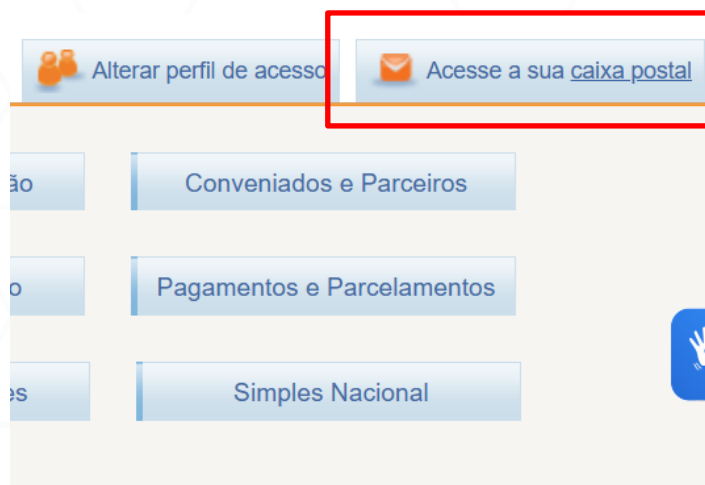 Alterar perfil de acesso
Acesse a sua caixa postal
ão
Conveniados e Parceiros
o
Pagamentos e Parcelamentos
es
Simples Nacional